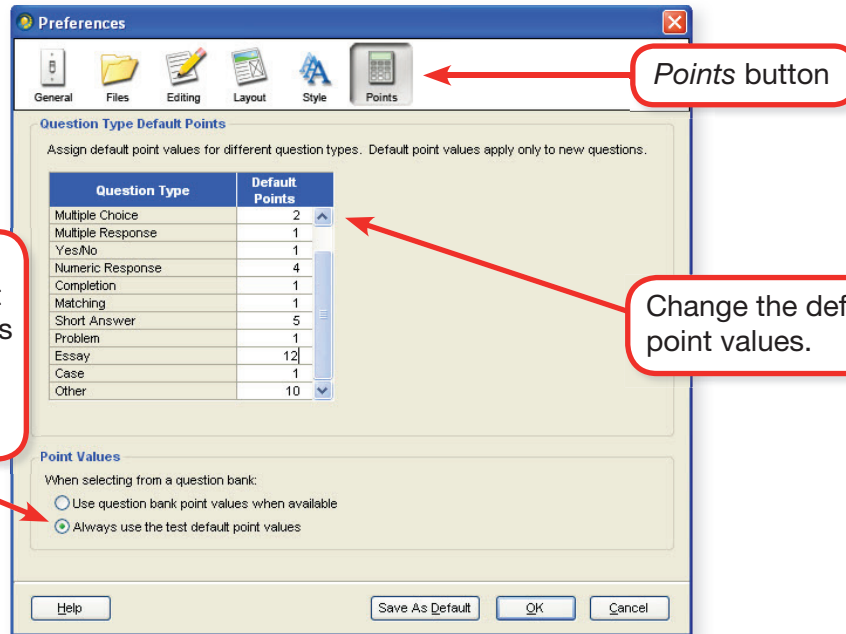 Preferences
General Files Editing Layout Style Points
Points button
Question Type Default Points
Assign default point values for different question types. Default point values apply only to new questions.
Question Type Default Points
Multiple Choice 2
Multiple Response 1
Yes/No 1
Numeric Response 4
Completion 1
Matching 1
Short Answer 5
Problem 1
Essay 12
Case 1
Other 10
Change the def
point values.
Point Values
When selecting from a question bank:
Use question bank point values when available
Always use the test default point values
Help Save As Default OK Cancel